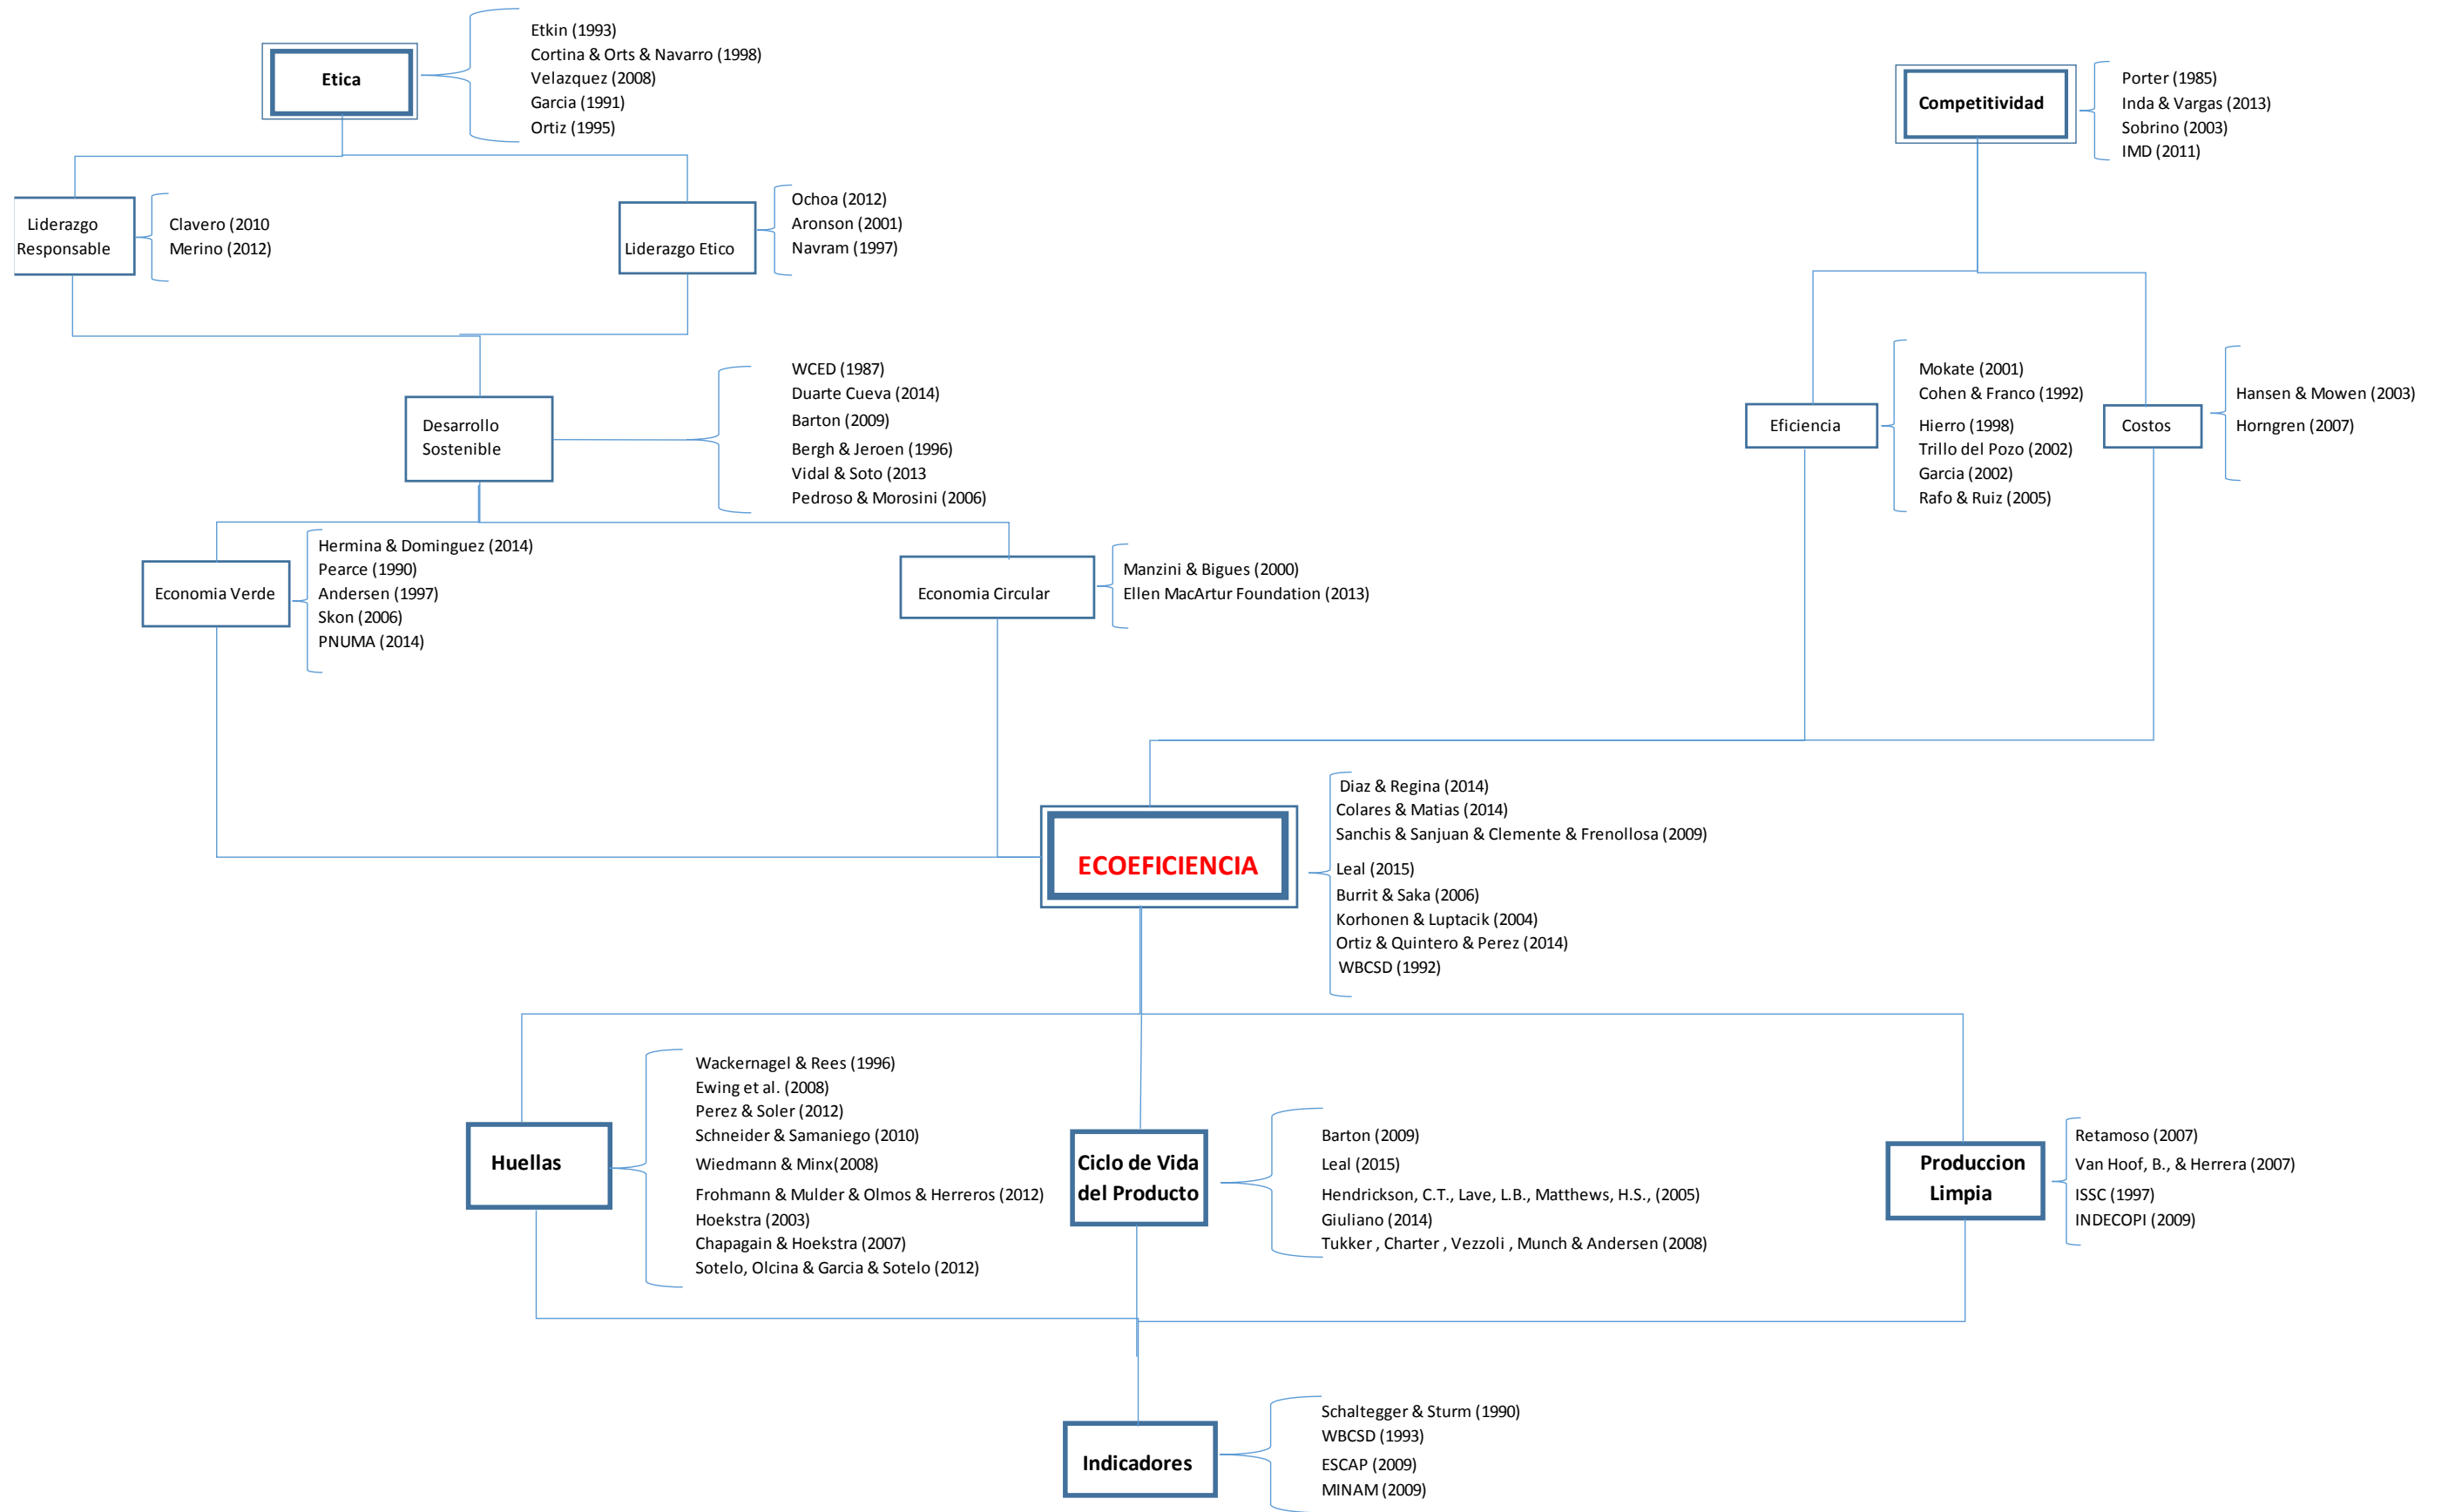 Etica
Etkin (1993)
Cortina & Orts & Navarro (1998)
Velazquez (2008)
Garcia (1991)
Ortiz (1995)
Competitividad
Porter (1985)
Inda & Vargas (2013)
Sobrino (2003)
IMD (2011)
Liderazgo
Responsable
Clavero (2010
Merino (2012)
Liderazgo Etico
Ochoa (2012)
Aronson (2001)
Navram (1997)
Desarrollo
Sostenible
WCED (1987)
Duarte Cueva (2014)
Barton (2009)
Bergh & Jeroen (1996)
Vidal & Soto (2013
Pedroso & Morosini (2006)
Eficiencia
Mokate (2001)
Cohen & Franco (1992)
Hierro (1998)
Trillo del Pozo (2002)
Garcia (2002)
Rafo & Ruiz (2005)
Costos
Hansen & Mowen (2003)
Horngren (2007)
Economia Verde
Hermina & Dominguez (2014)
Pearce (1990)
Andersen (1997)
Skon (2006)
PNUMA (2014)
Economia Circular
Manzini & Bigues (2000)
Ellen MacArtur Foundation (2013)
ECOEFICIENCIA
Diaz & Regina (2014)
Colares & Matias (2014)
Sanchis & Sanjuan & Clemente & Frenollosa (2009)
Leal (2015)
Burrit & Saka (2006)
Korhonen & Luptacik (2004)
Ortiz & Quintero & Perez (2014)
WBCSD (1992)
Huellas
Wackernagel & Rees (1996)
Ewing et al. (2008)
Perez & Soler (2012)
Schneider & Samaniego (2010)
Wiedmann & Minx(2008)
Frohmann & Mulder & Olmos & Herreros (2012)
Hoekstra (2003)
Chapagain & Hoekstra (2007)
Sotelo, Olcina & Garcia & Sotelo (2012)
Ciclo de Vida
del Producto
Barton (2009)
Leal (2015)
Hendrickson, C.T., Lave, L.B., Matthews, H.S., (2005)
Giuliano (2014)
Tukker , Charter , Vezzoli , Munch & Andersen (2008)
Produccion
Limpia
Retamoso (2007)
Van Hoof, B., & Herrera (2007)
ISSC (1997)
INDECOPI (2009)
Indicadores
Schaltegger & Sturm (1990)
WBCSD (1993)
ESCAP (2009)
MINAM (2009)